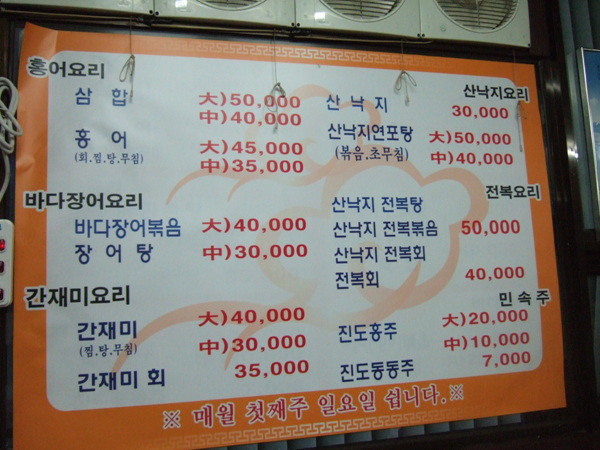 홍어요리
삼 합 大)50,000
中)40,000
홍 어 大)45,000
(회.찜.탕.무침) 中)35,000
바다장어요리
바다장어볶음 大)40,000
장 어 탕 中)30,000
간재미요리
간재미 大)40,000
(찜.탕.무침) 中)30,000
간재미 회 35,000
산낙지요리
산 낙 지 30,000
산낙지연포탕 大)50,000
(볶음.초무침) 中)40,000
전복요리
산낙지 전복탕
산낙지 전복볶음 50,000
산낙지 전복회
전복회 40,000
민 속 주
진도홍주 大)20,000
中)10,000
진도동동주 7,000
※ 매월 첫째주 일요일 쉽니다.※